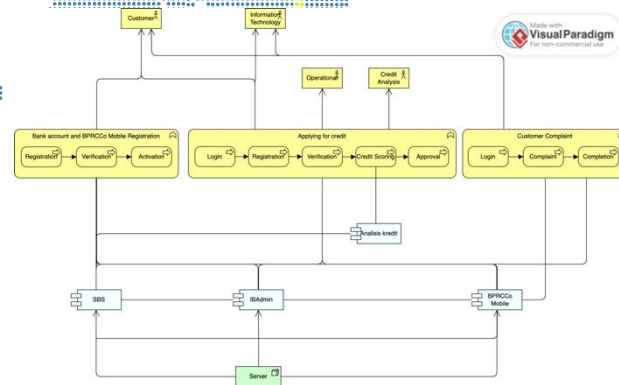 Made with
Visual Paradigm
For non-commercial use
Customer
Information
Technology
Operational
Credit
Analysis
Bank account and BPRCCo Mobile Registration
Registration
Verification
Activation
Applying for credit
Login
Registration
Verification
Credit Scoring
Approval
Customer Complaint
Login
Complaint
Completion
Analisis kredit
SBS
IBAdmin
BPRCCo
Mobile
Server